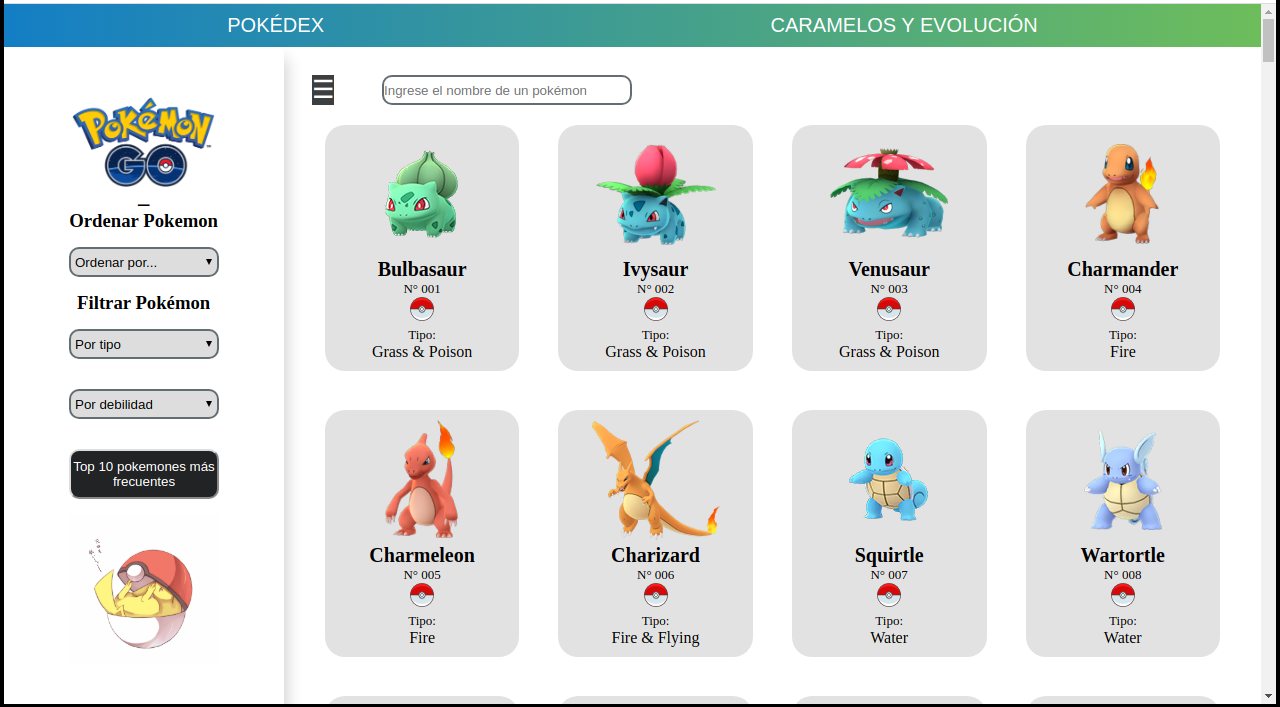 POKÉDEX
CARAMELOS Y EVOLUCIÓN
Pokémon
GO
_
Ordenar Pokemon
Ordenar por...
Filtrar Pokémon
Por tipo
Por debilidad
Top 10 pokemones más
frecuentes
Ingrese el nombre de un pokémon
Bulbasaur
N° 001
Tipo:
Grass & Poison
Ivysaur
N° 002
Tipo:
Grass & Poison
Venusaur
N° 003
Tipo:
Grass & Poison
Charmander
N° 004
Tipo:
Fire
Charmeleon
N° 005
Tipo:
Fire
Charizard
N° 006
Tipo:
Fire & Flying
Squirtle
N° 007
Tipo:
Water
Wartortle
N° 008
Tipo:
Water